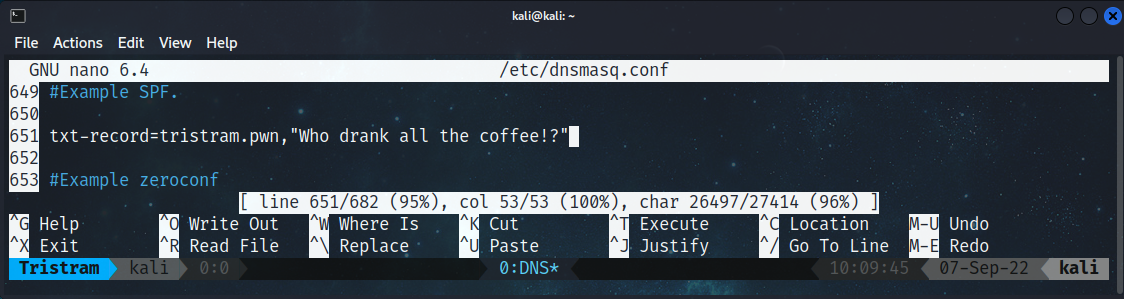 kali@kali: ~
File Actions Edit View Help
GNU nano 6.4 /etc/dnsmasq.conf
649 #Example SPF.
650
651 txt-record=tristram.pwn,"Who drank all the coffee!?"
652
653 #Example zeroconf
[ line 651/682 (95%), col 53/53 (100%), char 26497/27414 (96%) ]
^G Help ^O Write Out ^W Where Is ^K Cut ^T Execute ^C Location M-U Undo
^X Exit ^R Read File ^\ Replace ^U Paste ^J Justify ^/ Go To Line M-E Redo
Tristram kali 0:0 0:DNS* 10:09:45 07-Sep-22 kali